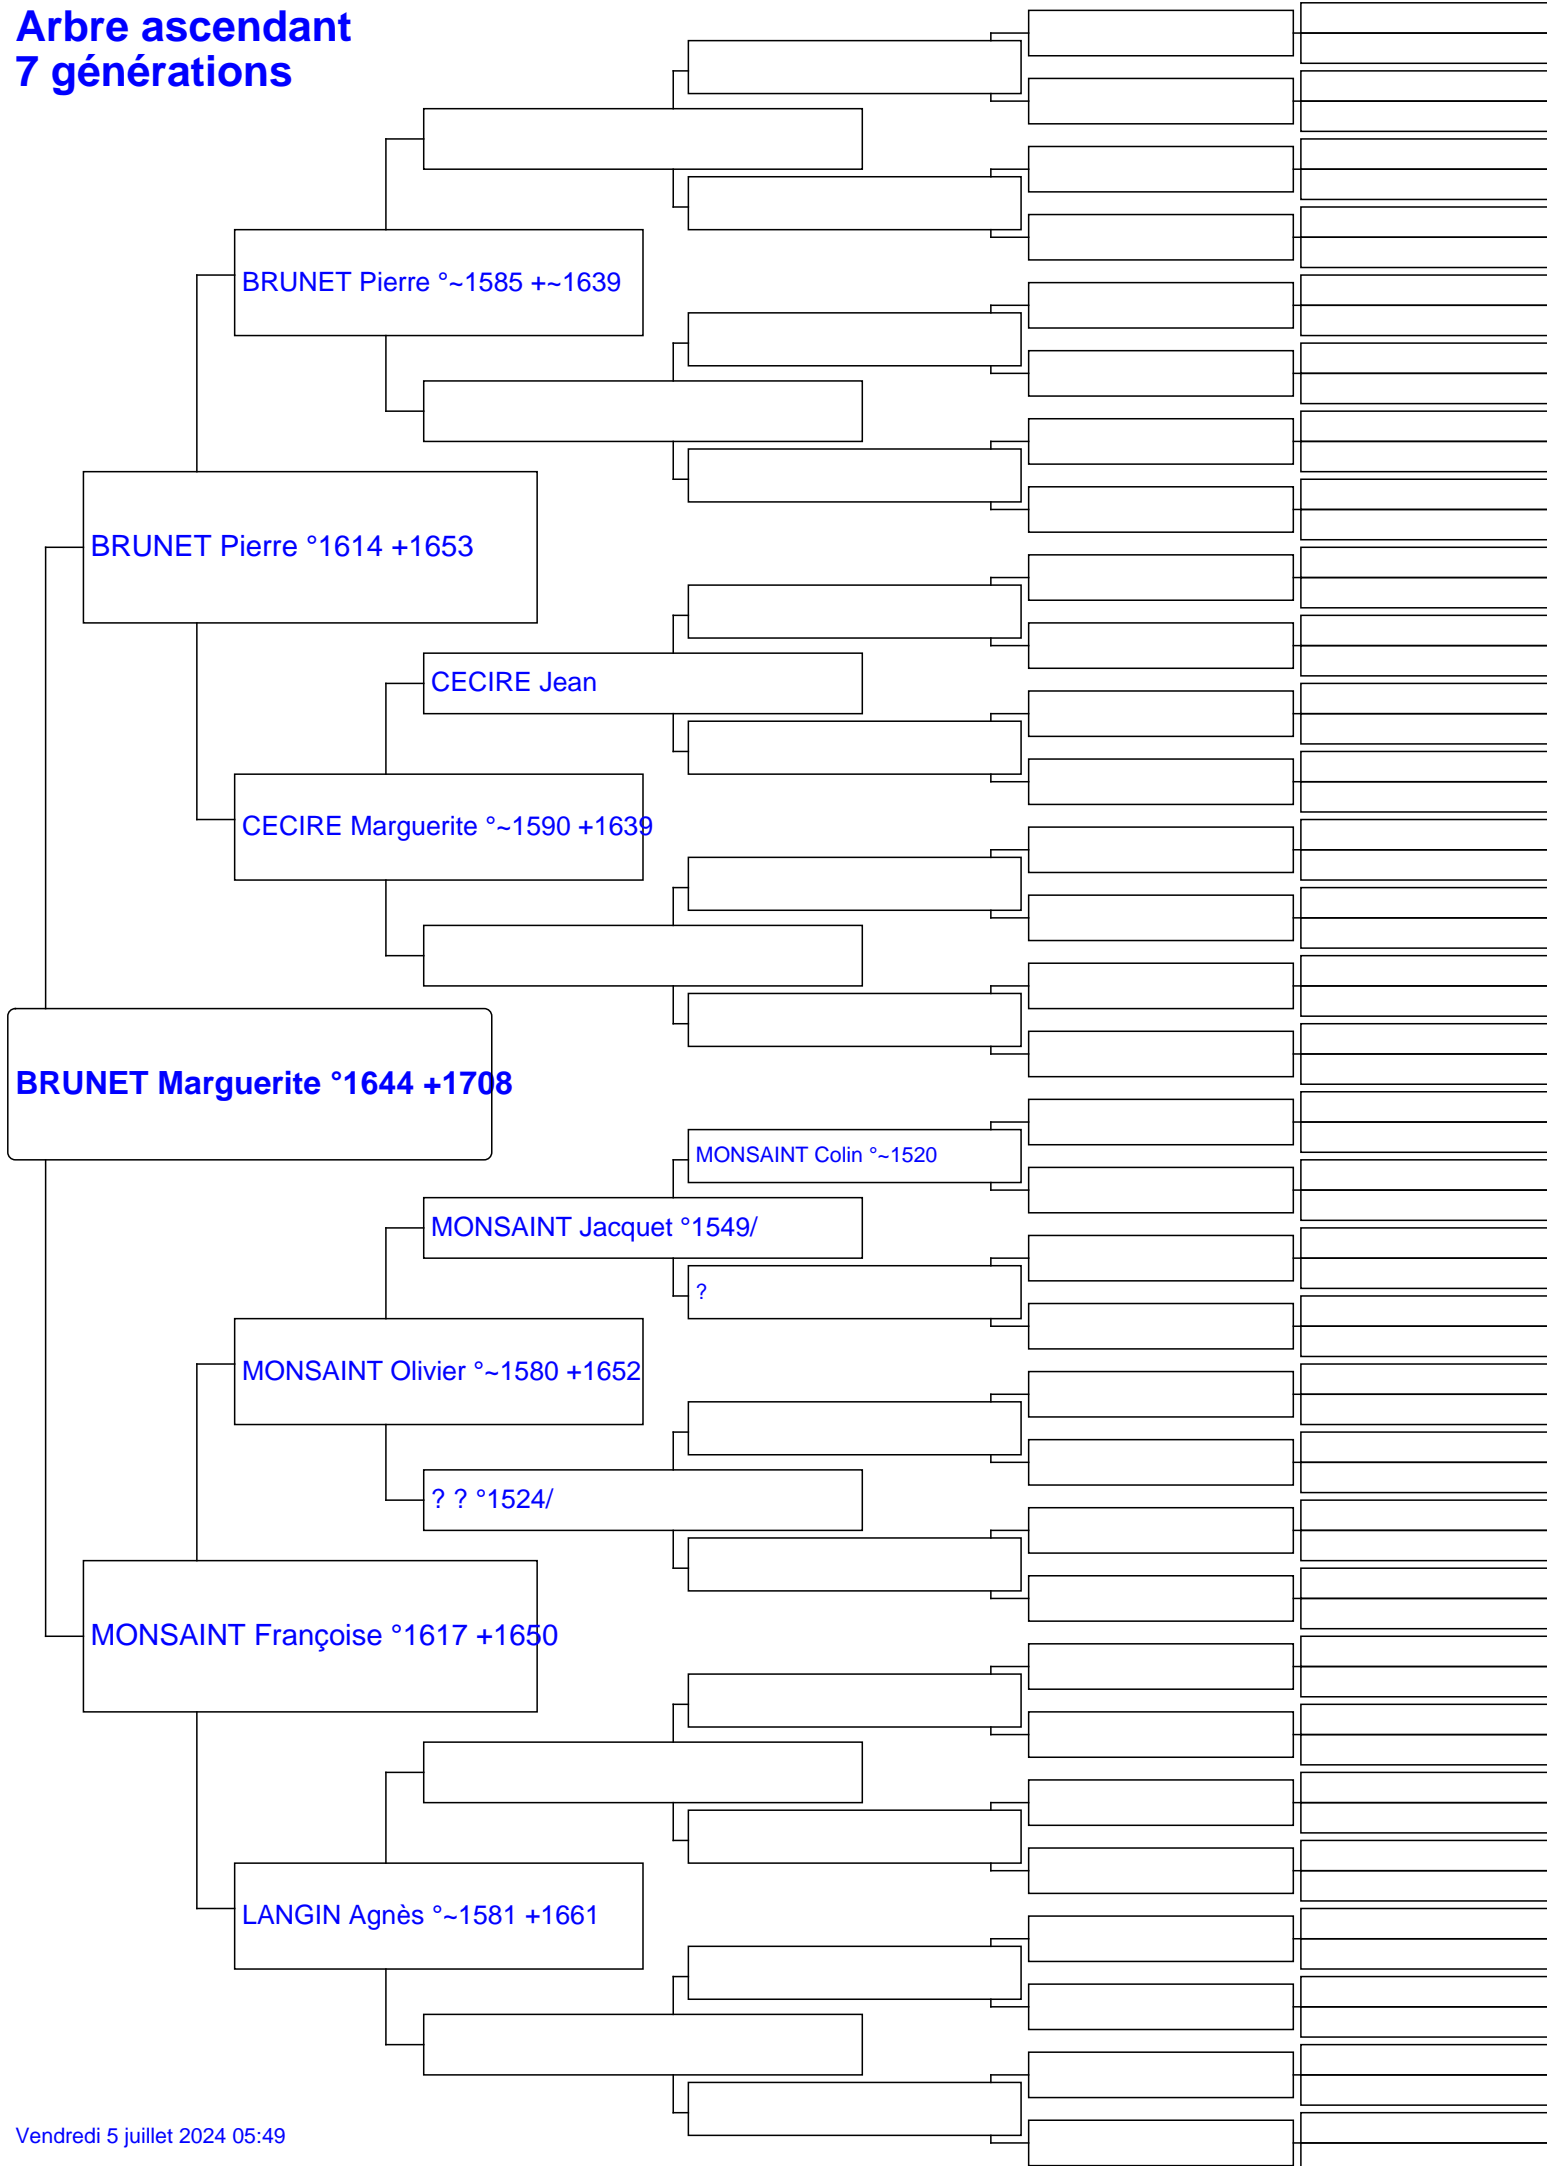 Arbre ascendant
7 générations
BRUNET Pierre °~1585 +~1639
BRUNET Pierre °1614 +1653
CECIRE Jean
CECIRE Marguerite °~1590 +1639
BRUNET Marguerite °1644 +1708
MONSAINT Colin °~1520
MONSAINT Jacquet °1549/
?
MONSAINT Olivier °~1580 +1652
? ? °1524/
MONSAINT Françoise °1617 +1650
LANGIN Agnès °~1581 +1661
Vendredi 5 juillet 2024 05:49